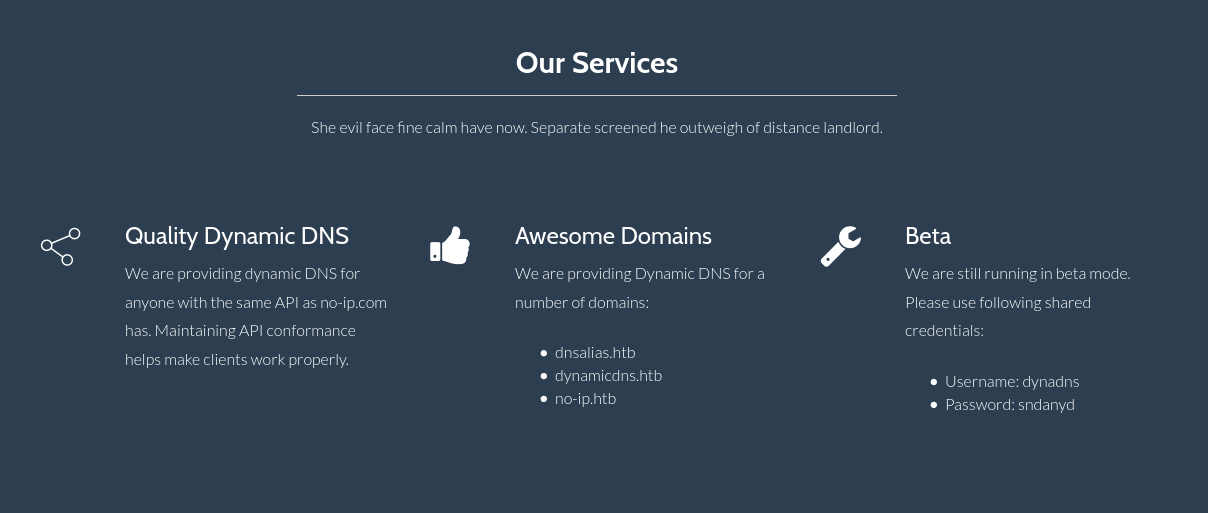 Our Services
She evil face fine calm have now. Separate screened he outweigh of distance landlord.
Quality Dynamic DNS
We are providing dynamic DNS for
anyone with the same API as no-ip.com
has. Maintaining API conformance
helps make clients work properly.
Awesome Domains
We are providing Dynamic DNS for a
number of domains:
• dnsalias.htb
• dynamicdns.htb
• no-ip.htb
Beta
We are still running in beta mode.
Please use following shared
credentials:
• Username: dynadns
• Password: sndanyd